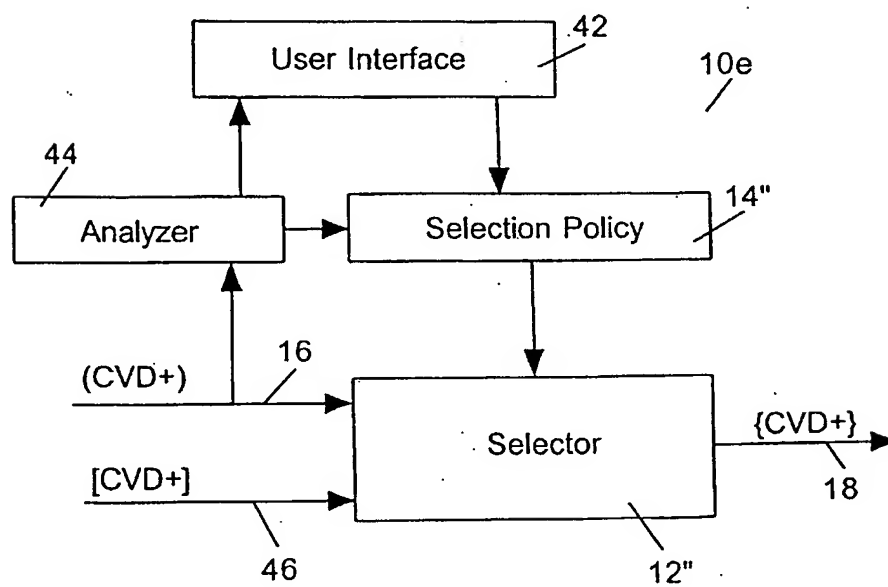 42
User Interface
10e
44
14"
Analyzer
Selection Policy
(CVD+)
16
Selector
{CVD+}
[CVD+]
18
46
12"